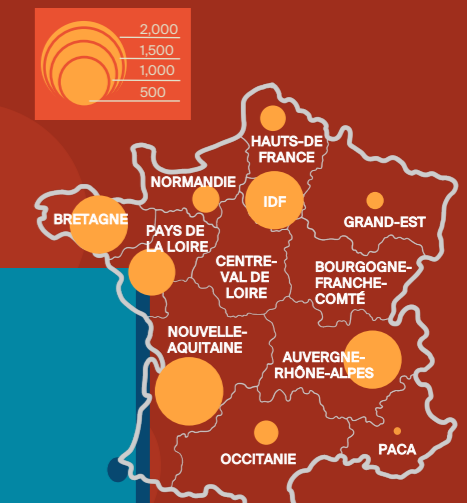 2,000
1,500
1,000
500
HAUTS-DE
FRANCE
NORMANDIE
IDF
BRETAGNE
GRAND-EST
PAYS DE
LA LOIRE
CENTRE-
VAL DE
LOIRE
BOURGOGNE-
FRANCHE-
COMTÉ
NOUVELLE-
AQUITAINE
AUVERGNE-
RHÔNE-ALPES
PACA
OCCITANIE